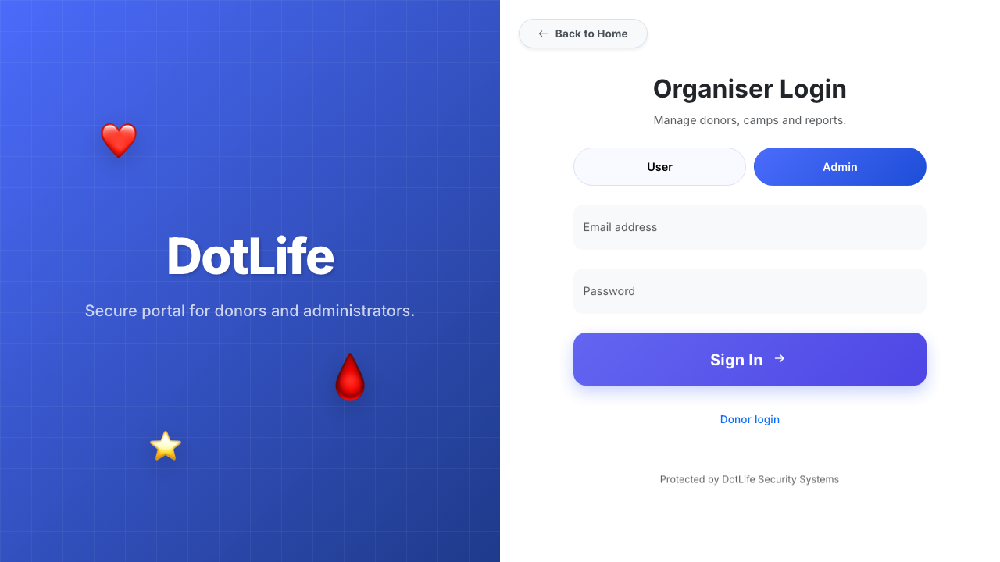 DotLife
Secure portal for donors and administrators.
Back to Home
Organiser Login
Manage donors, camps and reports.
User
Admin
Email address
Password
Sign In
Donor login
Protected by DotLife Security Systems